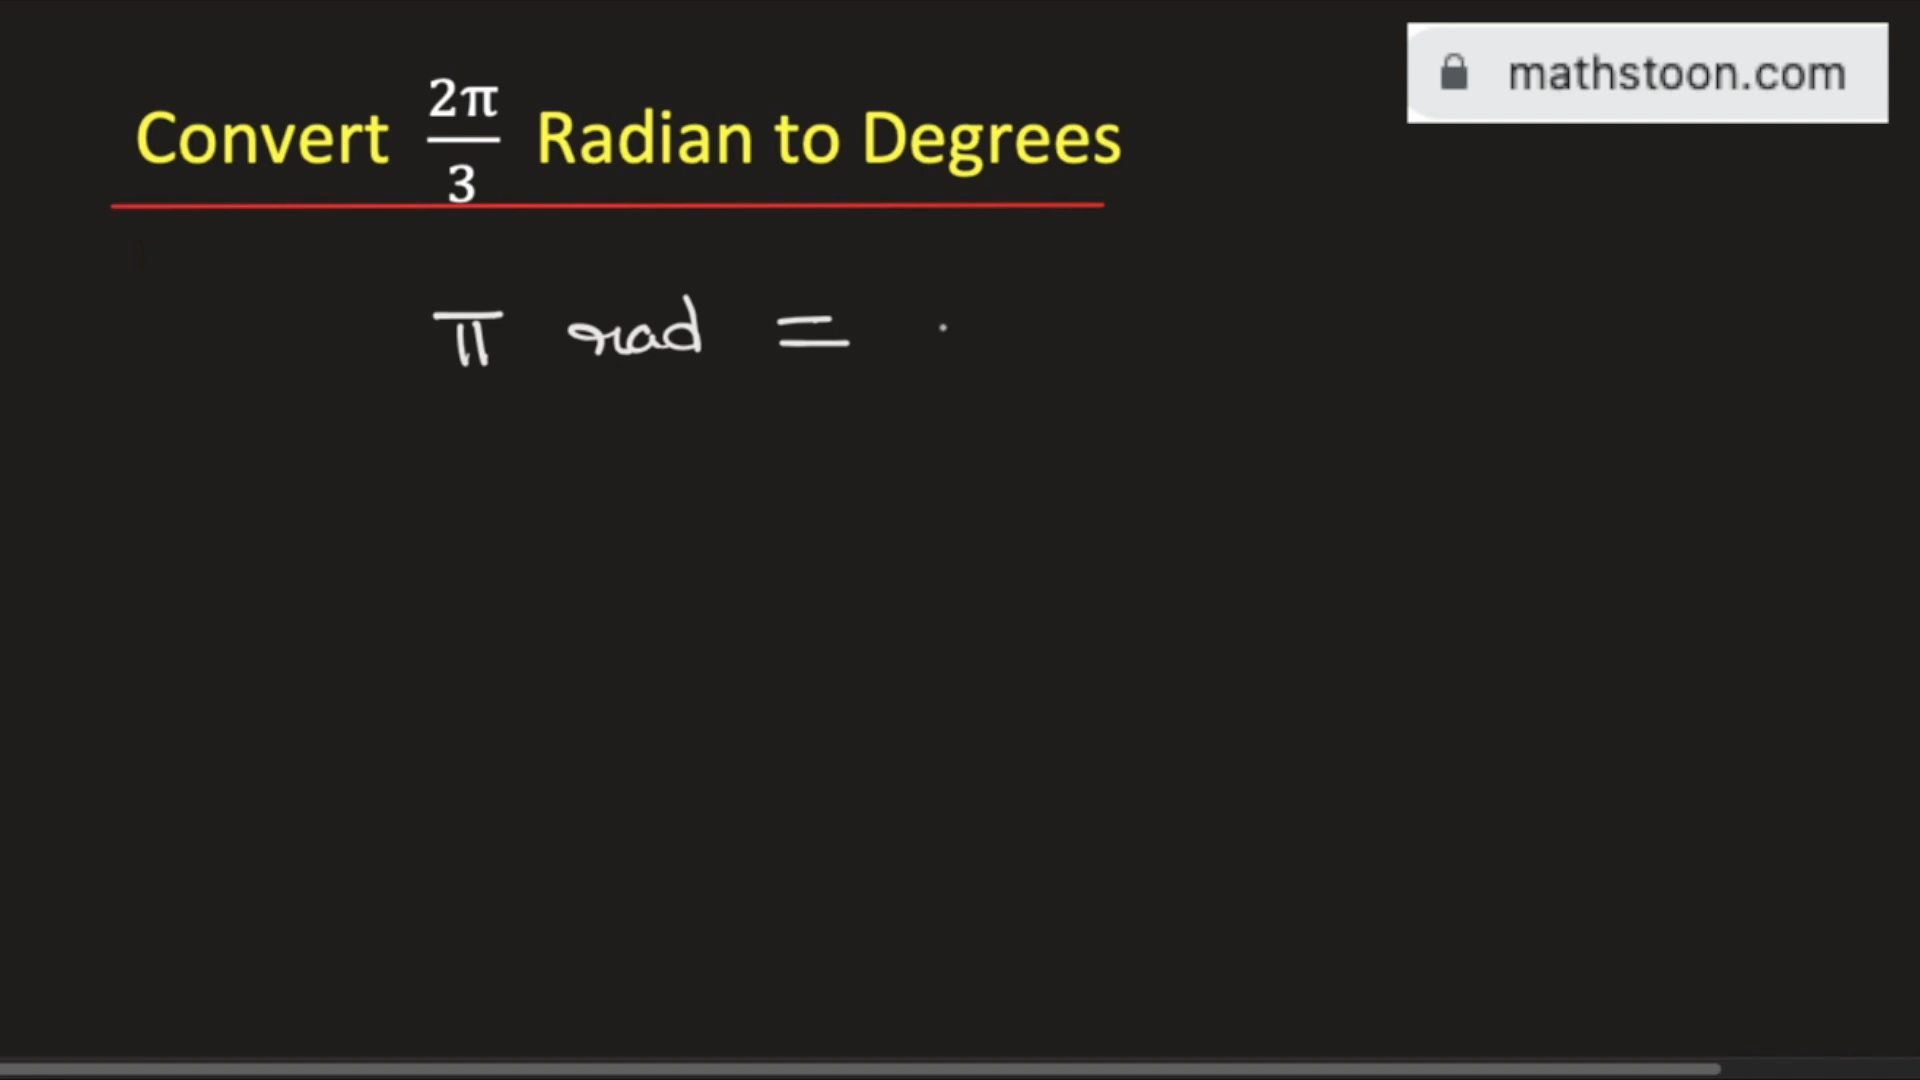 mathstoon.com
Convert 2π/3 Radian to Degrees
π rad =